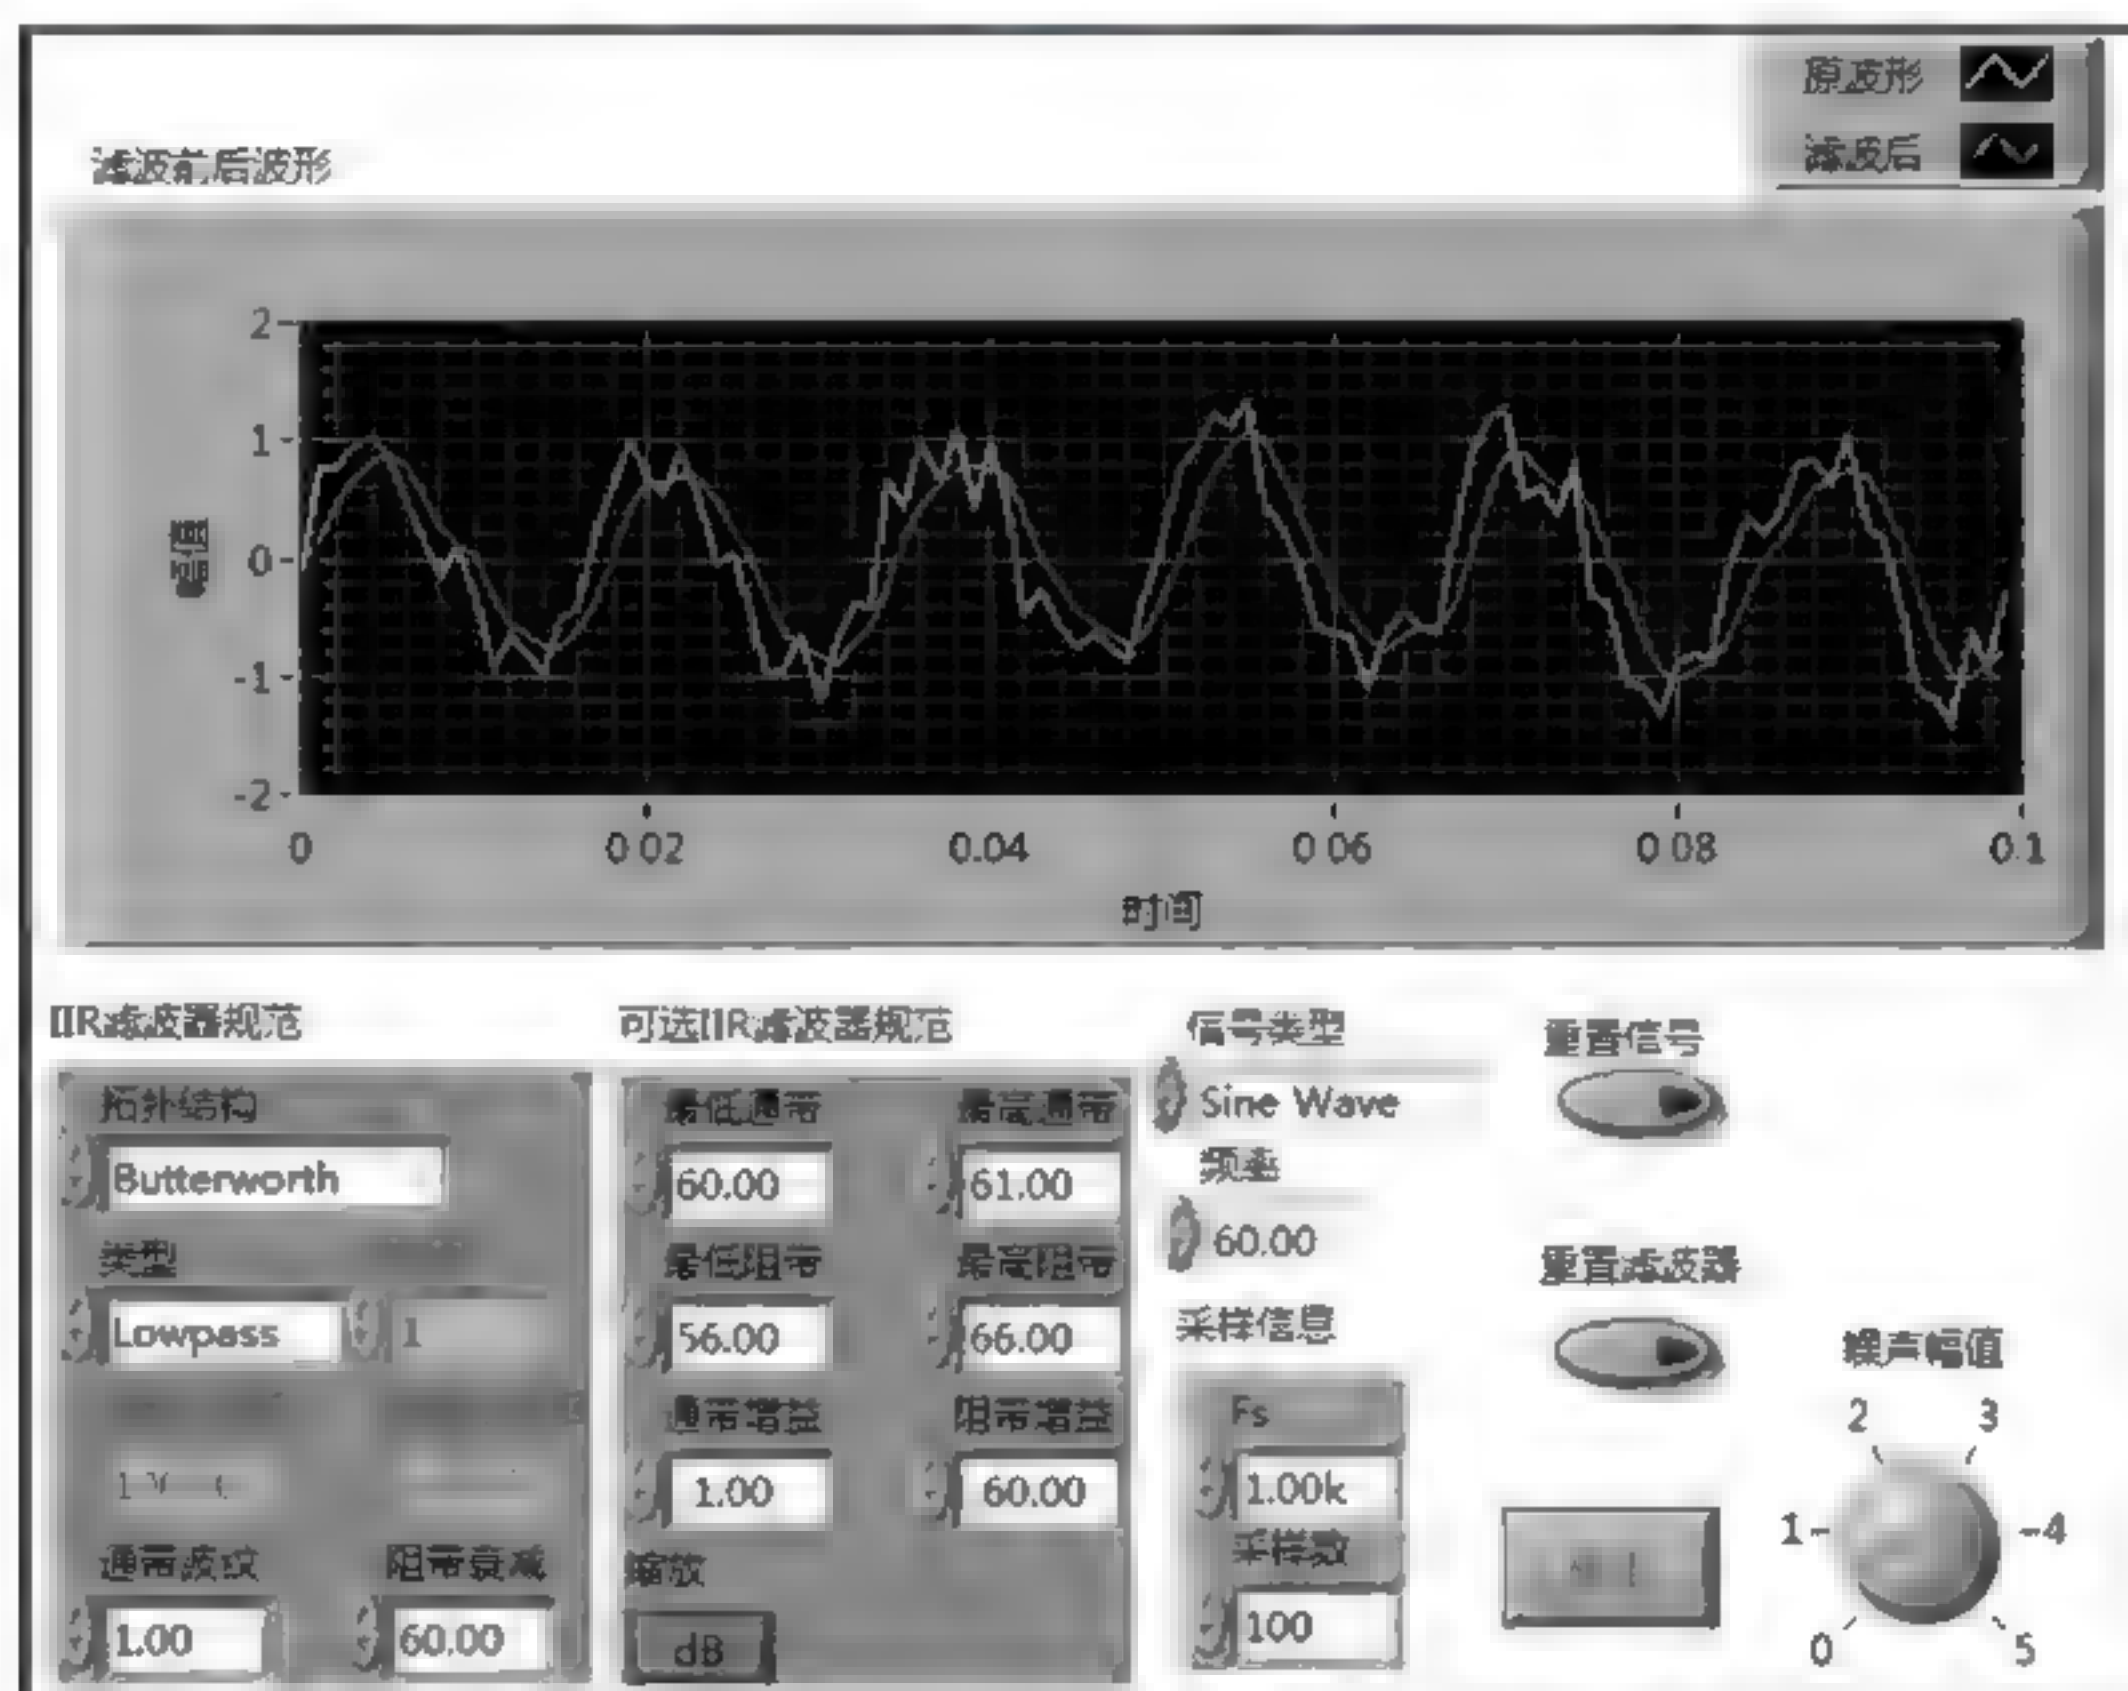 原波形
滤波后
滤波前后波形
2
1
幅值
0
-1
-2
0 0 02 0.04 0 06 0 08 0.1
时间
IIR滤波器规范 可选IIR滤波器规范 信号类型 重置信号
拓扑结构 最低通带 最高通带
Butterworth 60.00 61.00 Sine Wave
频率
类型 最低阻带 最高阻带 60.00 重置滤波器
Lowpass 1 56.00 66.00 采样信息 噪声幅值
通带增益 阻带增益 Fs 2 3
1.00 60.00 1.00k 1 4
通带波纹 阻带衰减 缩放 采样数
1.00 60.00 dB 100 0 5